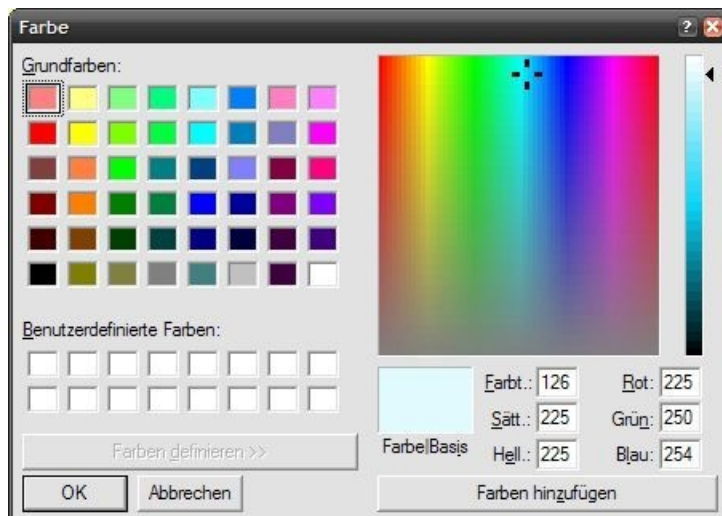 Farbe
Grundfarben:
Benutzerdefinierte Farben:
Farben definieren >>
OK
Abbrechen
Farbe|Basis
Farbt.: 126
Sätt.: 225
Hell.: 225
Rot: 225
Grün: 250
Blau: 254
Farben hinzufügen